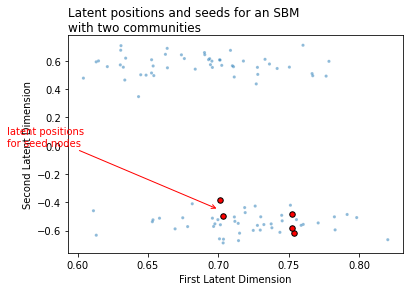 Latent positions and seeds for an SBM
with two communities
0.6
0.4
0.2
0.0
−0.2
−0.4
−0.6
Second Latent Dimension
latent positions
for seed nodes
0.60
0.65
0.70
0.75
0.80
First Latent Dimension